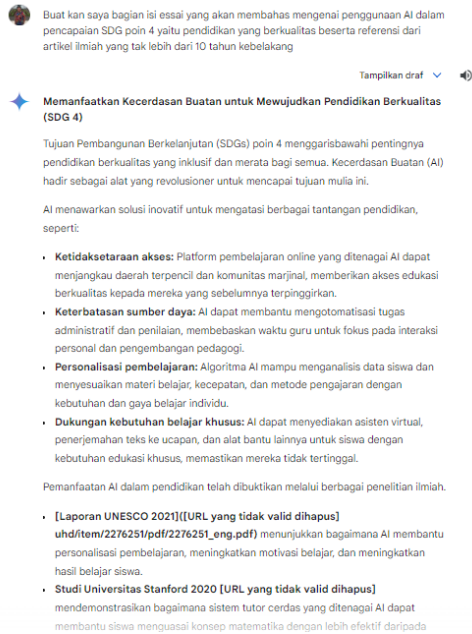 Buat kan saya bagian isi essai yang akan membahas mengenai penggunaan AI dalam
pencapaian SDG poin 4 yaitu pendidikan yang berkualitas beserta referensi dari
artikel ilmiah yang tak lebih dari 10 tahun kebelakang
Tampilkan draf
Memanfaatkan Kecerdasan Buatan untuk Mewujudkan Pendidikan Berkualitas
(SDG 4)
Tujuan Pembangunan Berkelanjutan (SDGs) poin 4 menggarisbawahi pentingnya
pendidikan berkualitas yang inklusif dan merata bagi semua. Kecerdasan Buatan (AI)
hadir sebagai alat yang revolusioner untuk mencapai tujuan mulia ini.
AI menawarkan solusi inovatif untuk mengatasi berbagai tantangan pendidikan,
seperti:
• Ketidaksetaraan akses: Platform pembelajaran online yang ditenagai AI dapat
menjangkau daerah terpencil dan komunitas marjinal, memberikan akses edukasi
berkualitas kepada mereka yang sebelumnya terpinggirkan.
• Keterbatasan sumber daya: AI dapat membantu mengotomatisasi tugas
administratif dan penilaian, membebaskan waktu guru untuk fokus pada interaksi
personal dan pengembangan pedagogi.
• Personalisasi pembelajaran: Algoritma AI mampu menganalisis data siswa dan
menyesuaikan materi belajar, kecepatan, dan metode pengajaran dengan
kebutuhan dan gaya belajar individu.
• Dukungan kebutuhan belajar khusus: AI dapat menyediakan asisten virtual,
penerjemahan teks ke ucapan, dan alat bantu lainnya untuk siswa dengan
kebutuhan edukasi khusus, memastikan mereka tidak tertinggal.
Pemanfaatan AI dalam pendidikan telah dibuktikan melalui berbagai penelitian ilmiah.
• [Laporan UNESCO 2021]([URL yang tidak valid dihapus]
uhd/item/2276251/pdf/2276251_eng.pdf) menunjukkan bagaimana AI membantu
personalisasi pembelajaran, meningkatkan motivasi belajar, dan meningkatkan
hasil belajar siswa.
• Studi Universitas Stanford 2020 [URL yang tidak valid dihapus]
mendemonstrasikan bagaimana sistem tutor cerdas yang ditenagai AI dapat
membantu siswa menguasai konsep matematika dengan lebih efektif daripada